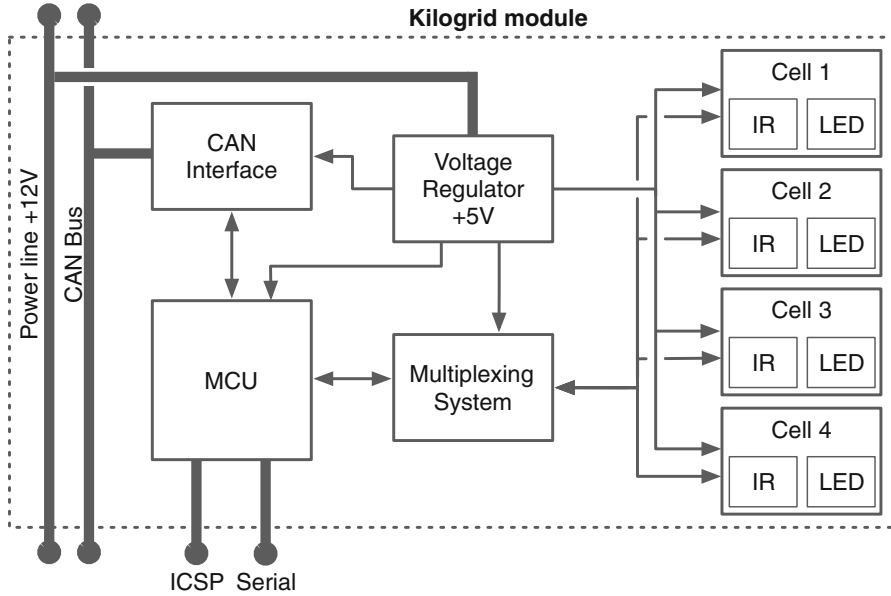 Kilogrid module
Power line +12V
CAN Bus
CAN
Interface
Voltage
Regulator
+5V
MCU
Multiplexing
System
Cell 1
IR
LED
Cell 2
IR
LED
Cell 3
IR
LED
Cell 4
IR
LED
ICSP
Serial